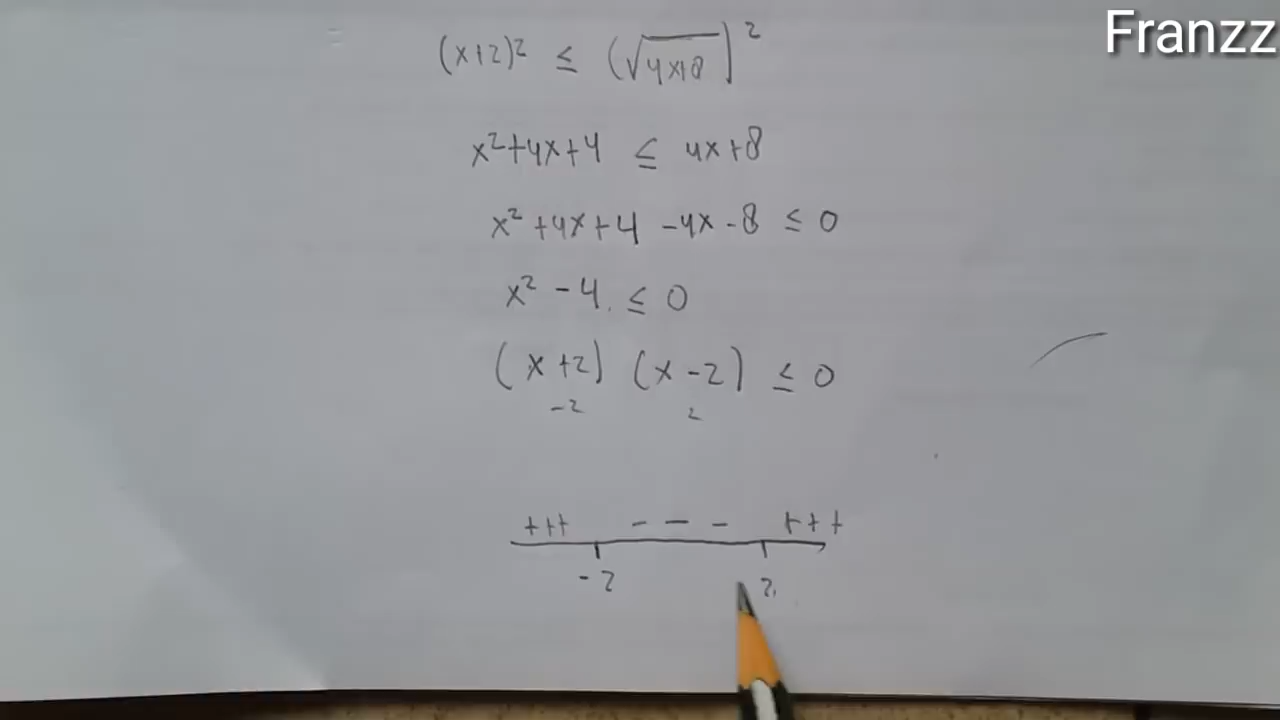 Franzz
(x+2)² ≤ (√4x+8)²
x²+4x+4 ≤ 4x+8
x² +4x+4 -4x-8 ≤ 0
x² -4 ≤ 0
(x+2) (x-2) ≤ 0
-2 2
+++ - - - +++
-2 2